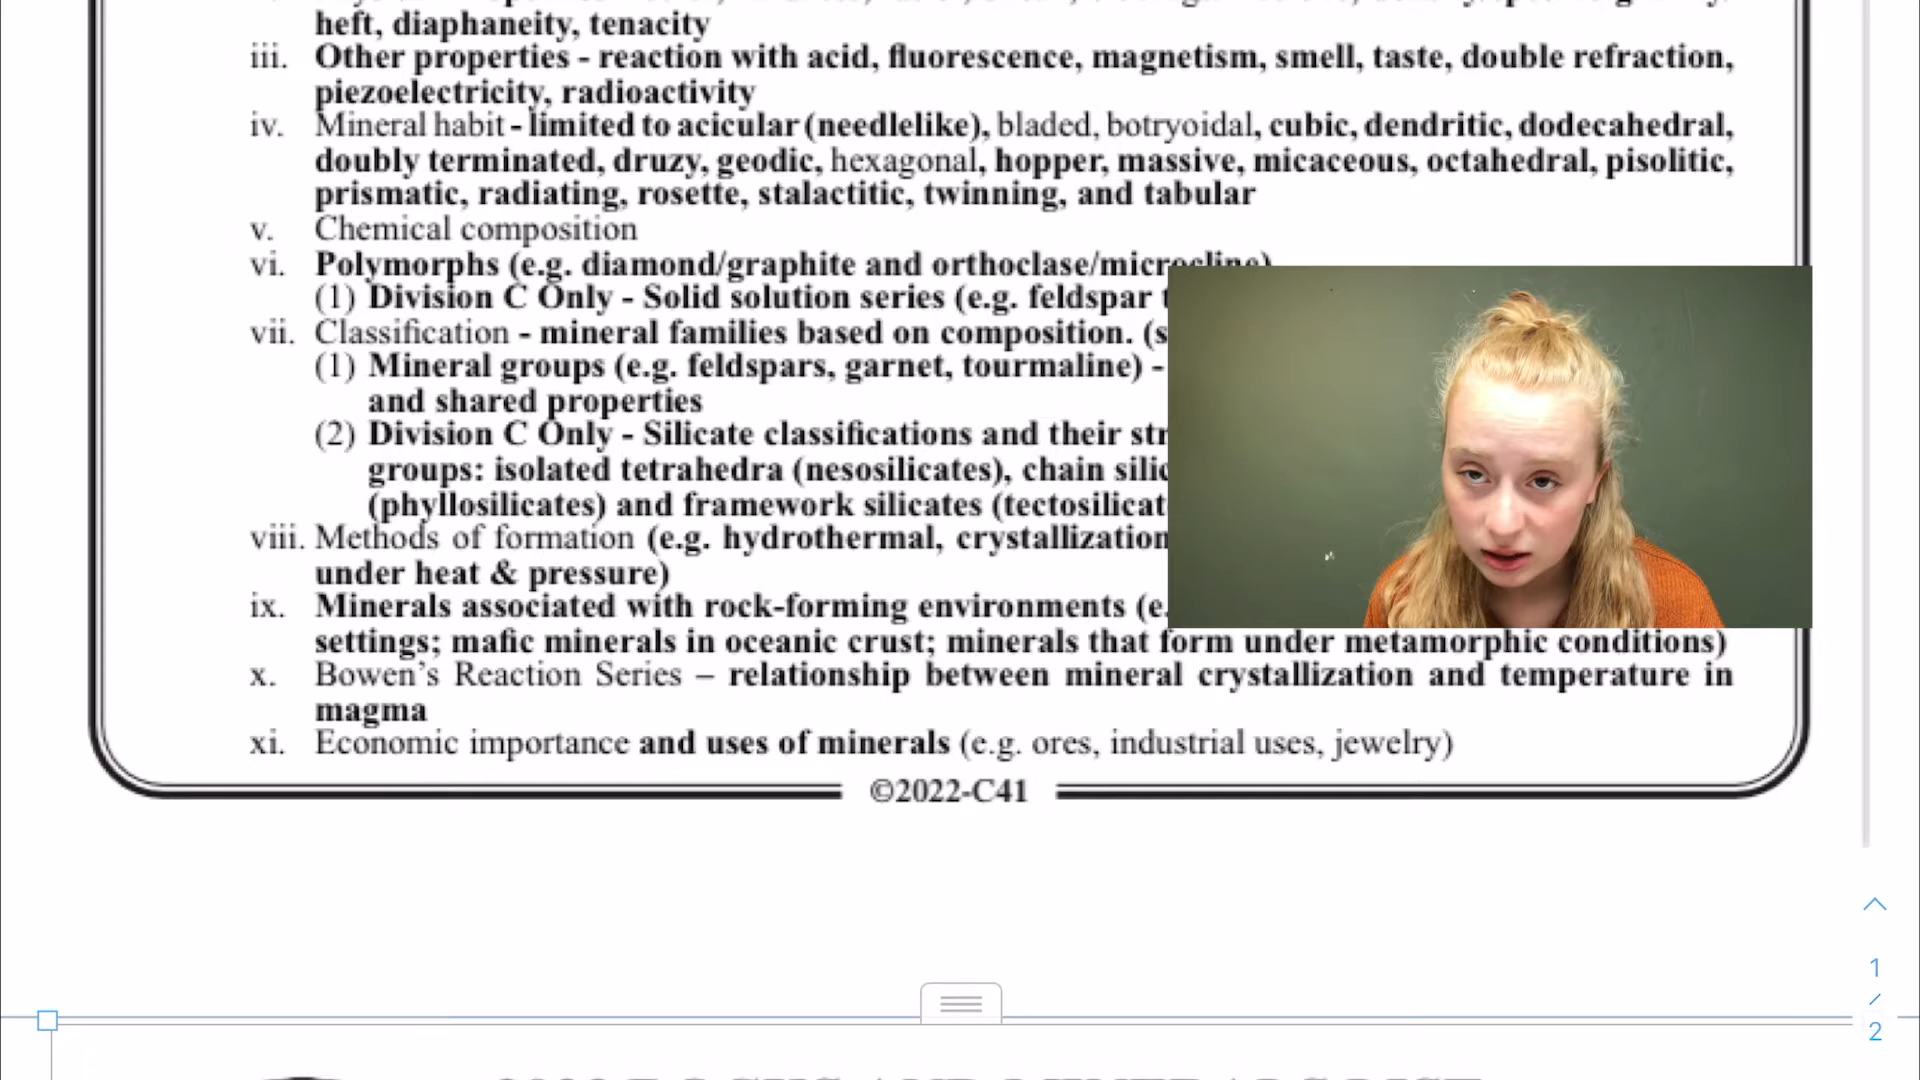 heft, diaphaneity, tenacity
iii. Other properties - reaction with acid, fluorescence, magnetism, smell, taste, double refraction,
piezoelectricity, radioactivity
iv. Mineral habit - limited to acicular (needlelike), bladed, botryoidal, cubic, dendritic, dodecahedral,
doubly terminated, druzy, geodic, hexagonal, hopper, massive, micaceous, octahedral, pisolitic,
prismatic, radiating, rosette, stalactitic, twinning, and tabular
v. Chemical composition
vi. Polymorphs (e.g. diamond/graphite and orthoclase/microcline)
(1) Division C Only - Solid solution series (e.g. feldspar
vii. Classification - mineral families based on composition. (s
(1) Mineral groups (e.g. feldspars, garnet, tourmaline) -
and shared properties
(2) Division C Only - Silicate classifications and their str
groups: isolated tetrahedra (nesosilicates), chain silic
(phyllosilicates) and framework silicates (tectosilicat
viii. Methods of formation (e.g. hydrothermal, crystallization
under heat & pressure)
ix. Minerals associated with rock-forming environments (e.
settings; mafic minerals in oceanic crust; minerals that form under metamorphic conditions)
x. Bowen's Reaction Series – relationship between mineral crystallization and temperature in
magma
xi. Economic importance and uses of minerals (e.g. ores, industrial uses, jewelry)
©2022-C41
1
/
2